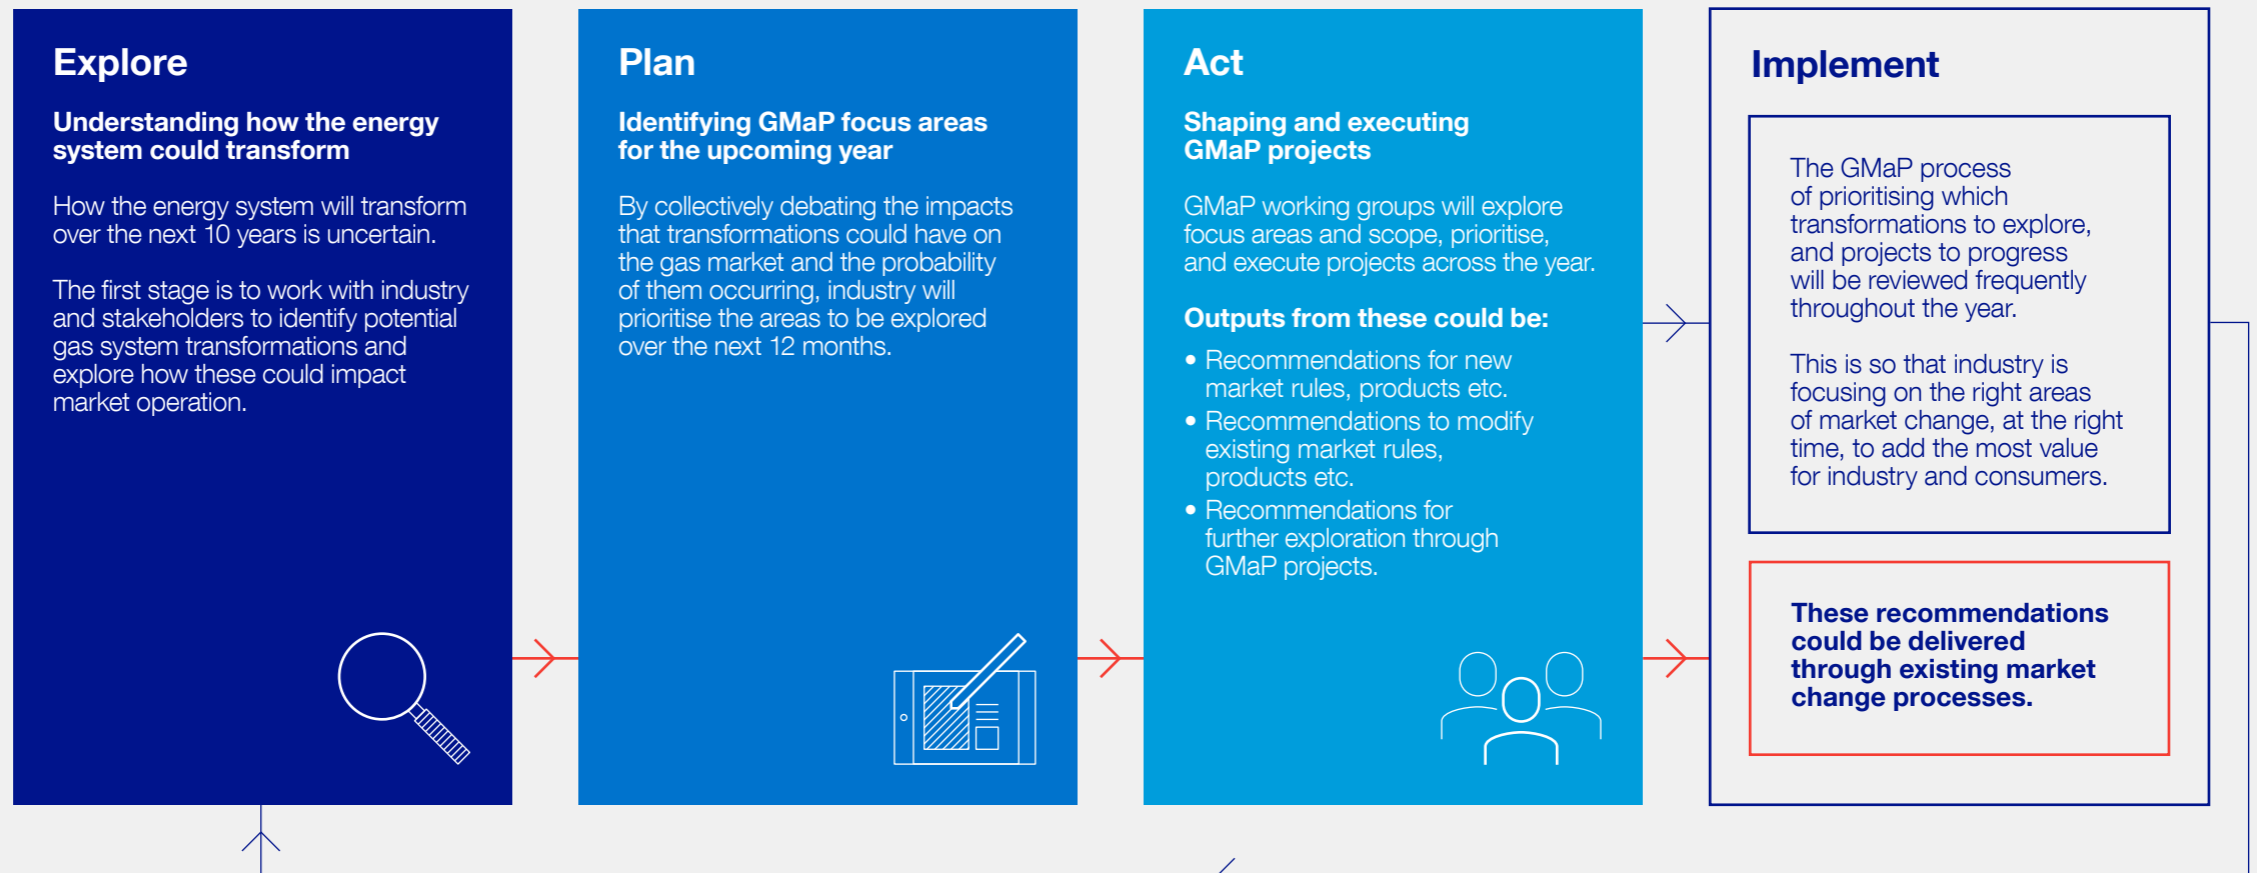 Explore
Understanding how the energy
system could transform
How the energy system will transform
over the next 10 years is uncertain.
The first stage is to work with industry
and stakeholders to identify potential
gas system transformations and
explore how these could impact
market operation.
Plan
Identifying GMaP focus areas
for the upcoming year
By collectively debating the impacts
that transformations could have on
the gas market and the probability
of them occurring, industry will
prioritise the areas to be explored
over the next 12 months.
Act
Shaping and executing
GMaP projects
GMaP working groups will explore
focus areas and scope, prioritise,
and execute projects across the year.
Outputs from these could be:
• Recommendations for new
market rules, products etc.
• Recommendations to modify
existing market rules,
products etc.
• Recommendations for
further exploration through
GMaP projects.
Implement
The GMaP process
of prioritising which
transformations to explore,
and projects to progress
will be reviewed frequently
throughout the year.
This is so that industry is
focusing on the right areas
of market change, at the right
time, to add the most value
for industry and consumers.
These recommendations
could be delivered
through existing market
change processes.